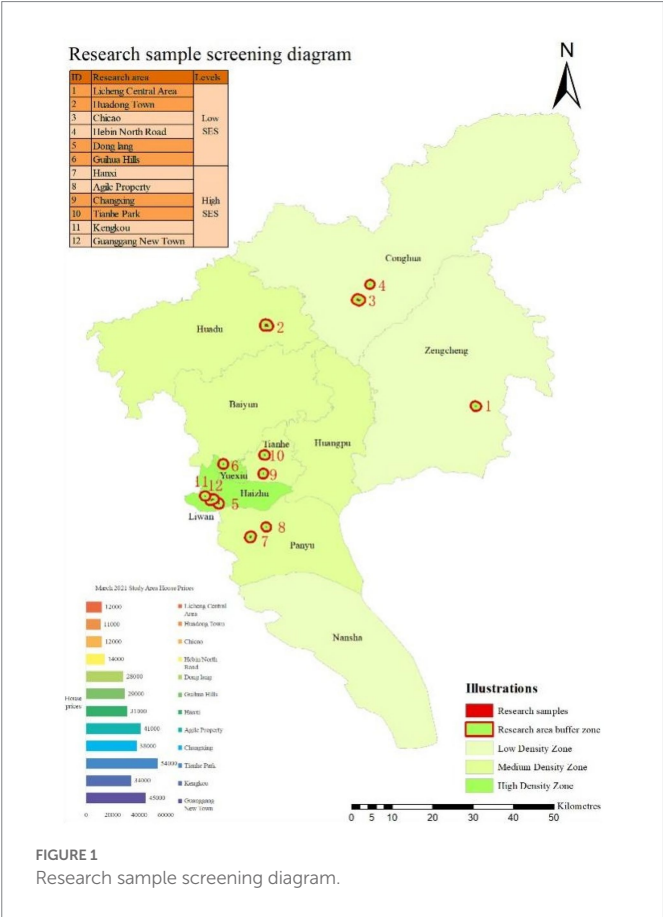 Research sample screening diagram
N
ID Research area Levels
1 Licheng Central Area
2 Huadong Town
3 Chicao
4 Hebin North Road
5 Dong lang
6 Guihua Hills
Low
SES
7 Hanxi
8 Agile Property
9 Changxing
10 Tianhe Park
11 Kengkou
12 Guanggang New Town
High
SES
Conghua
4
3
Huadu
2
Zengcheng
1
Baiyun
Tianhe
Huangpu
10
6
9
Yuexiu
11
12
Haizhu
5
Liwan
8
7
Panyu
Nansha
March 2021 Study Area House Prices
12000
Licheng Central
Area
11000
Huadong Town
12000
Chicao
14000
Hebin North
Road
28000
Dong lang
Guihua Hills
31000
Hanxi
House
prices
41000
Agile Property
38000
Changxing
54000
Tianhe Park
34000
Kengkou
45000
Guanggang
New Town
0 20000 40000 60000
Illustrations
Research samples
Research area buffer zone
Low Density Zone
Medium Density Zone
High Density Zone
Kilometres
0 5 10 20 30 40 50
FIGURE 1
Research sample screening diagram.